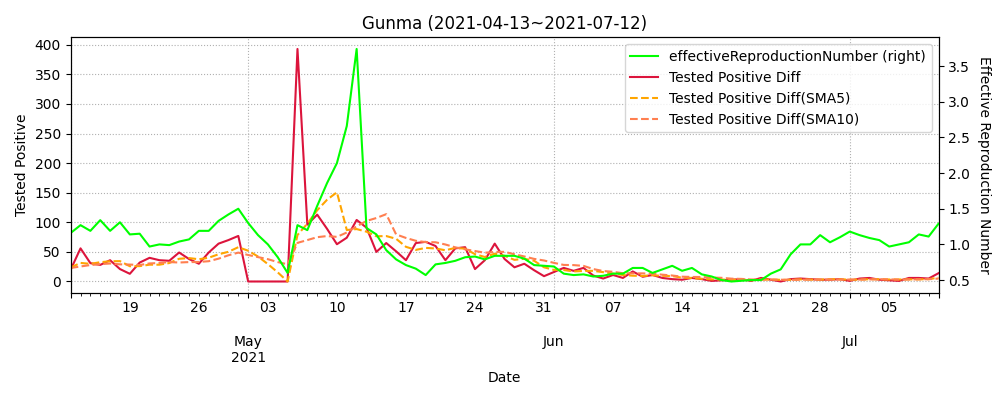 Gunma (2021-04-13~2021-07-12)
effectiveReproductionNumber (right)
Tested Positive Diff
Tested Positive Diff(SMA5)
Tested Positive Diff(SMA10)
Tested Positive
400
350
300
250
200
150
100
50
0
Effective Reproduction Number
3.5
3.0
2.5
2.0
1.5
1.0
0.5
19 26 03 10 17 24 31 07 14 21 28 05
May Jun Jul
2021
Date